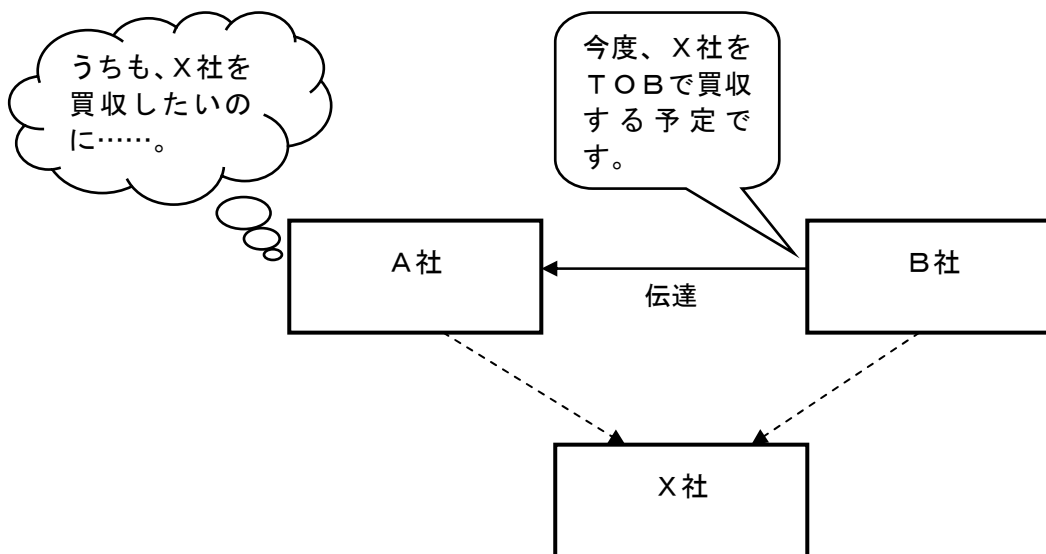 うちも、X社を
買収したいの
に……。
今度、X社を
TOBで買収
する予定で
す。
A社
B社
伝達
X社